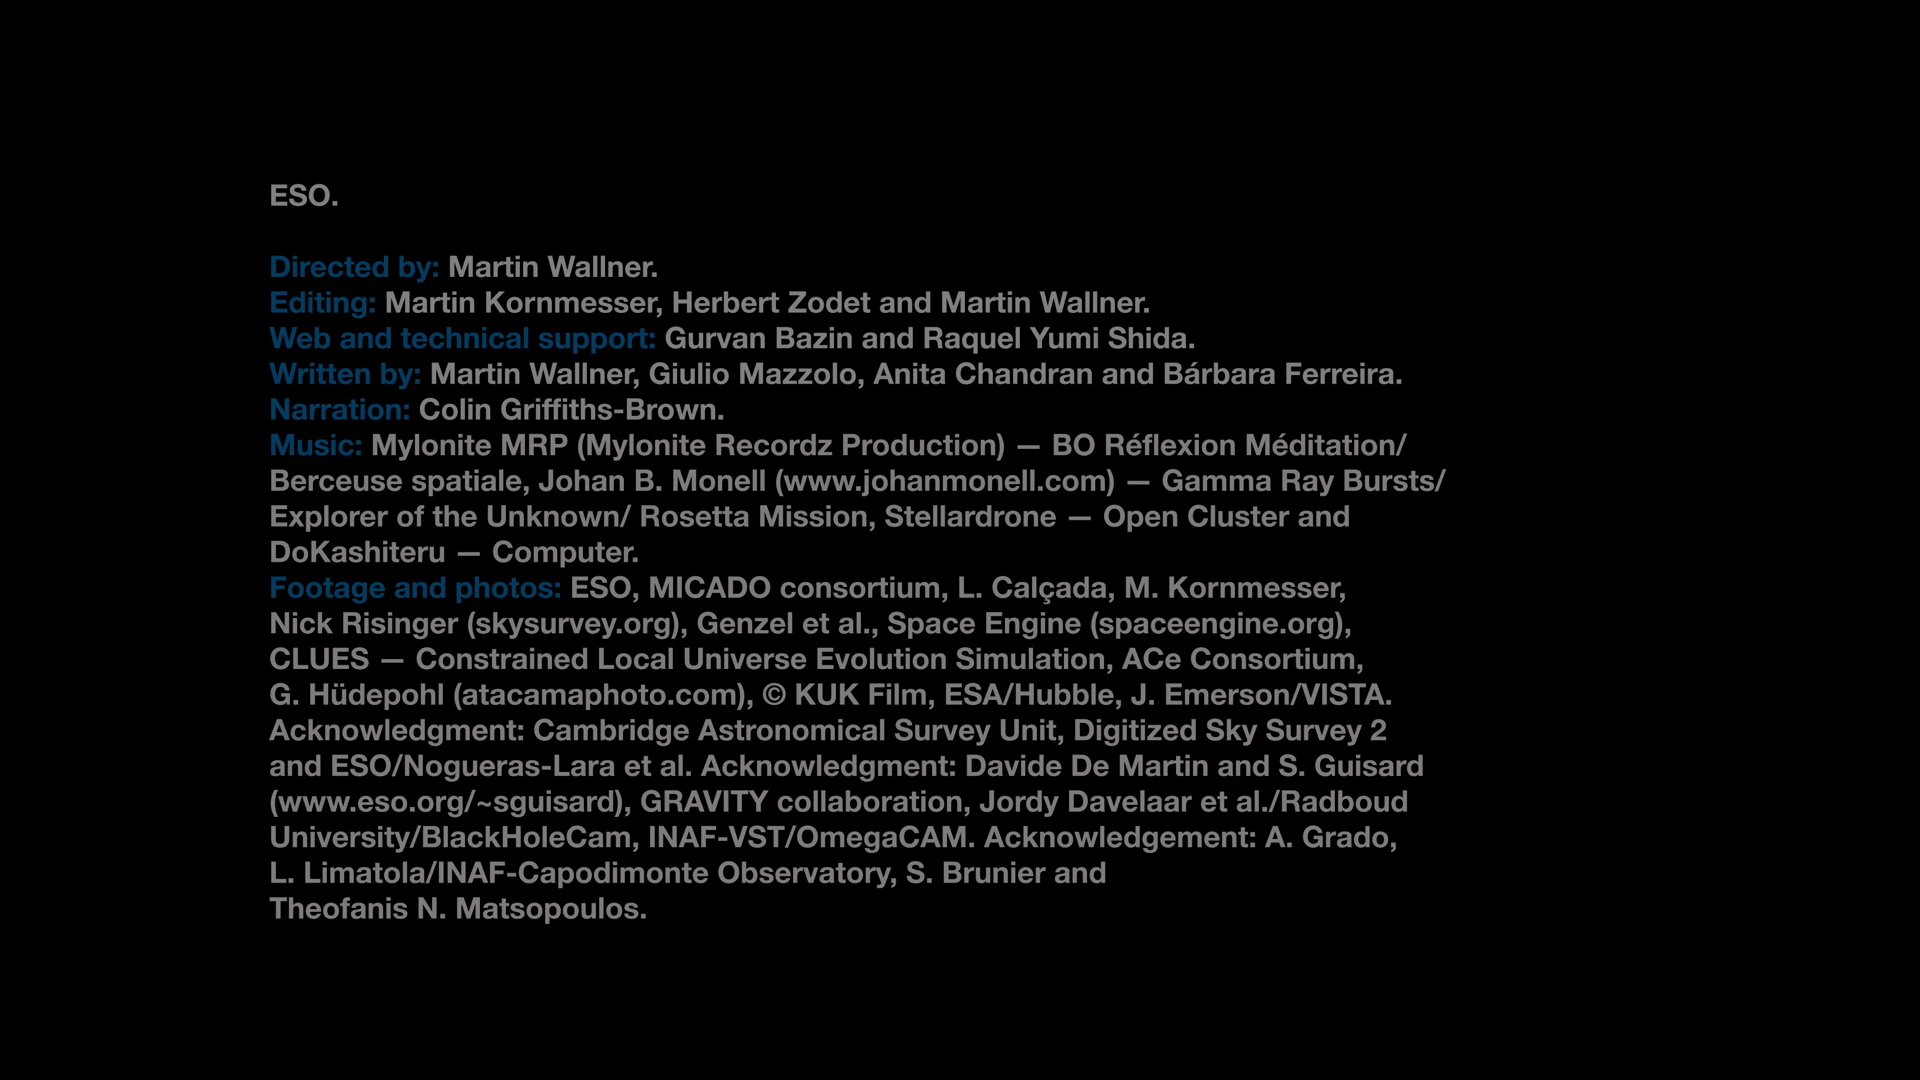 ESO.
Directed by: Martin Wallner.
Editing: Martin Kornmesser, Herbert Zodet and Martin Wallner.
Web and technical support: Gurvan Bazin and Raquel Yumi Shida.
Written by: Martin Wallner, Giulio Mazzolo, Anita Chandran and Bárbara Ferreira.
Narration: Colin Griffiths-Brown.
Music: Mylonite MRP (Mylonite Recordz Production) — BO Réflexion Méditation/
Berceuse spatiale, Johan B. Monell (www.johanmonell.com) — Gamma Ray Bursts/
Explorer of the Unknown/ Rosetta Mission, Stellardrone — Open Cluster and
DoKashiteru — Computer.
Footage and photos: ESO, MICADO consortium, L. Calçada, M. Kornmesser,
Nick Risinger (skysurvey.org), Genzel et al., Space Engine (spaceengine.org),
CLUES — Constrained Local Universe Evolution Simulation, ACe Consortium,
G. Hüdepohl (atacamaphoto.com), © KUK Film, ESA/Hubble, J. Emerson/VISTA.
Acknowledgment: Cambridge Astronomical Survey Unit, Digitized Sky Survey 2
and ESO/Nogueras-Lara et al. Acknowledgment: Davide De Martin and S. Guisard
(www.eso.org/~sguisard), GRAVITY collaboration, Jordy Davelaar et al./Radboud
University/BlackHoleCam, INAF-VST/OmegaCAM. Acknowledgement: A. Grado,
L. Limatola/INAF-Capodimonte Observatory, S. Brunier and
Theofanis N. Matsopoulos.